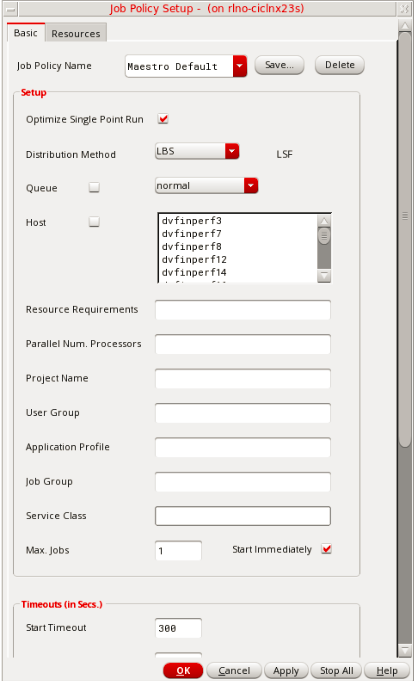 Job Policy Setup - (on rlno-ciclnx23s)
Basic Resources
Job Policy Name Maestro Default Save... Delete
Setup
Optimize Single Point Run
Distribution Method LBS LSF
Queue normal
Host dvfinperf3
dvfinperf7
dvfinperf8
dvfinperf12
dvfinperf14
Resource Requirements
Parallel Num. Processors
Project Name
User Group
Application Profile
Job Group
Service Class
Max. Jobs 1 Start Immediately
Timeouts (in Secs.)
Start Timeout 300
OK Cancel Apply Stop All Help